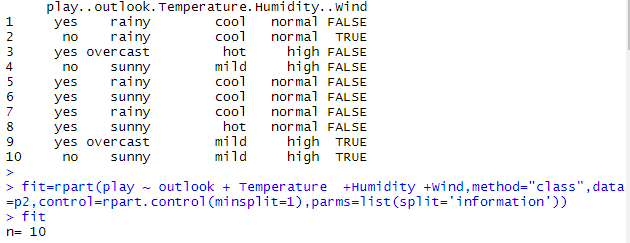 play..outlook.Temperature.Humidity..Wind
1 yes rainy cool normal FALSE
2 no rainy cool normal TRUE
3 yes overcast hot high FALSE
4 no sunny mild high FALSE
5 yes rainy cool normal FALSE
6 yes sunny cool normal FALSE
7 yes rainy cool normal FALSE
8 yes sunny hot normal FALSE
9 yes overcast mild high TRUE
10 no sunny mild high TRUE
>
> fit=rpart(play ~ outlook + Temperature +Humidity +Wind,method="class",data
=p2,control=rpart.control(minsplit=1),parms=list(split='information'))
> fit
n= 10